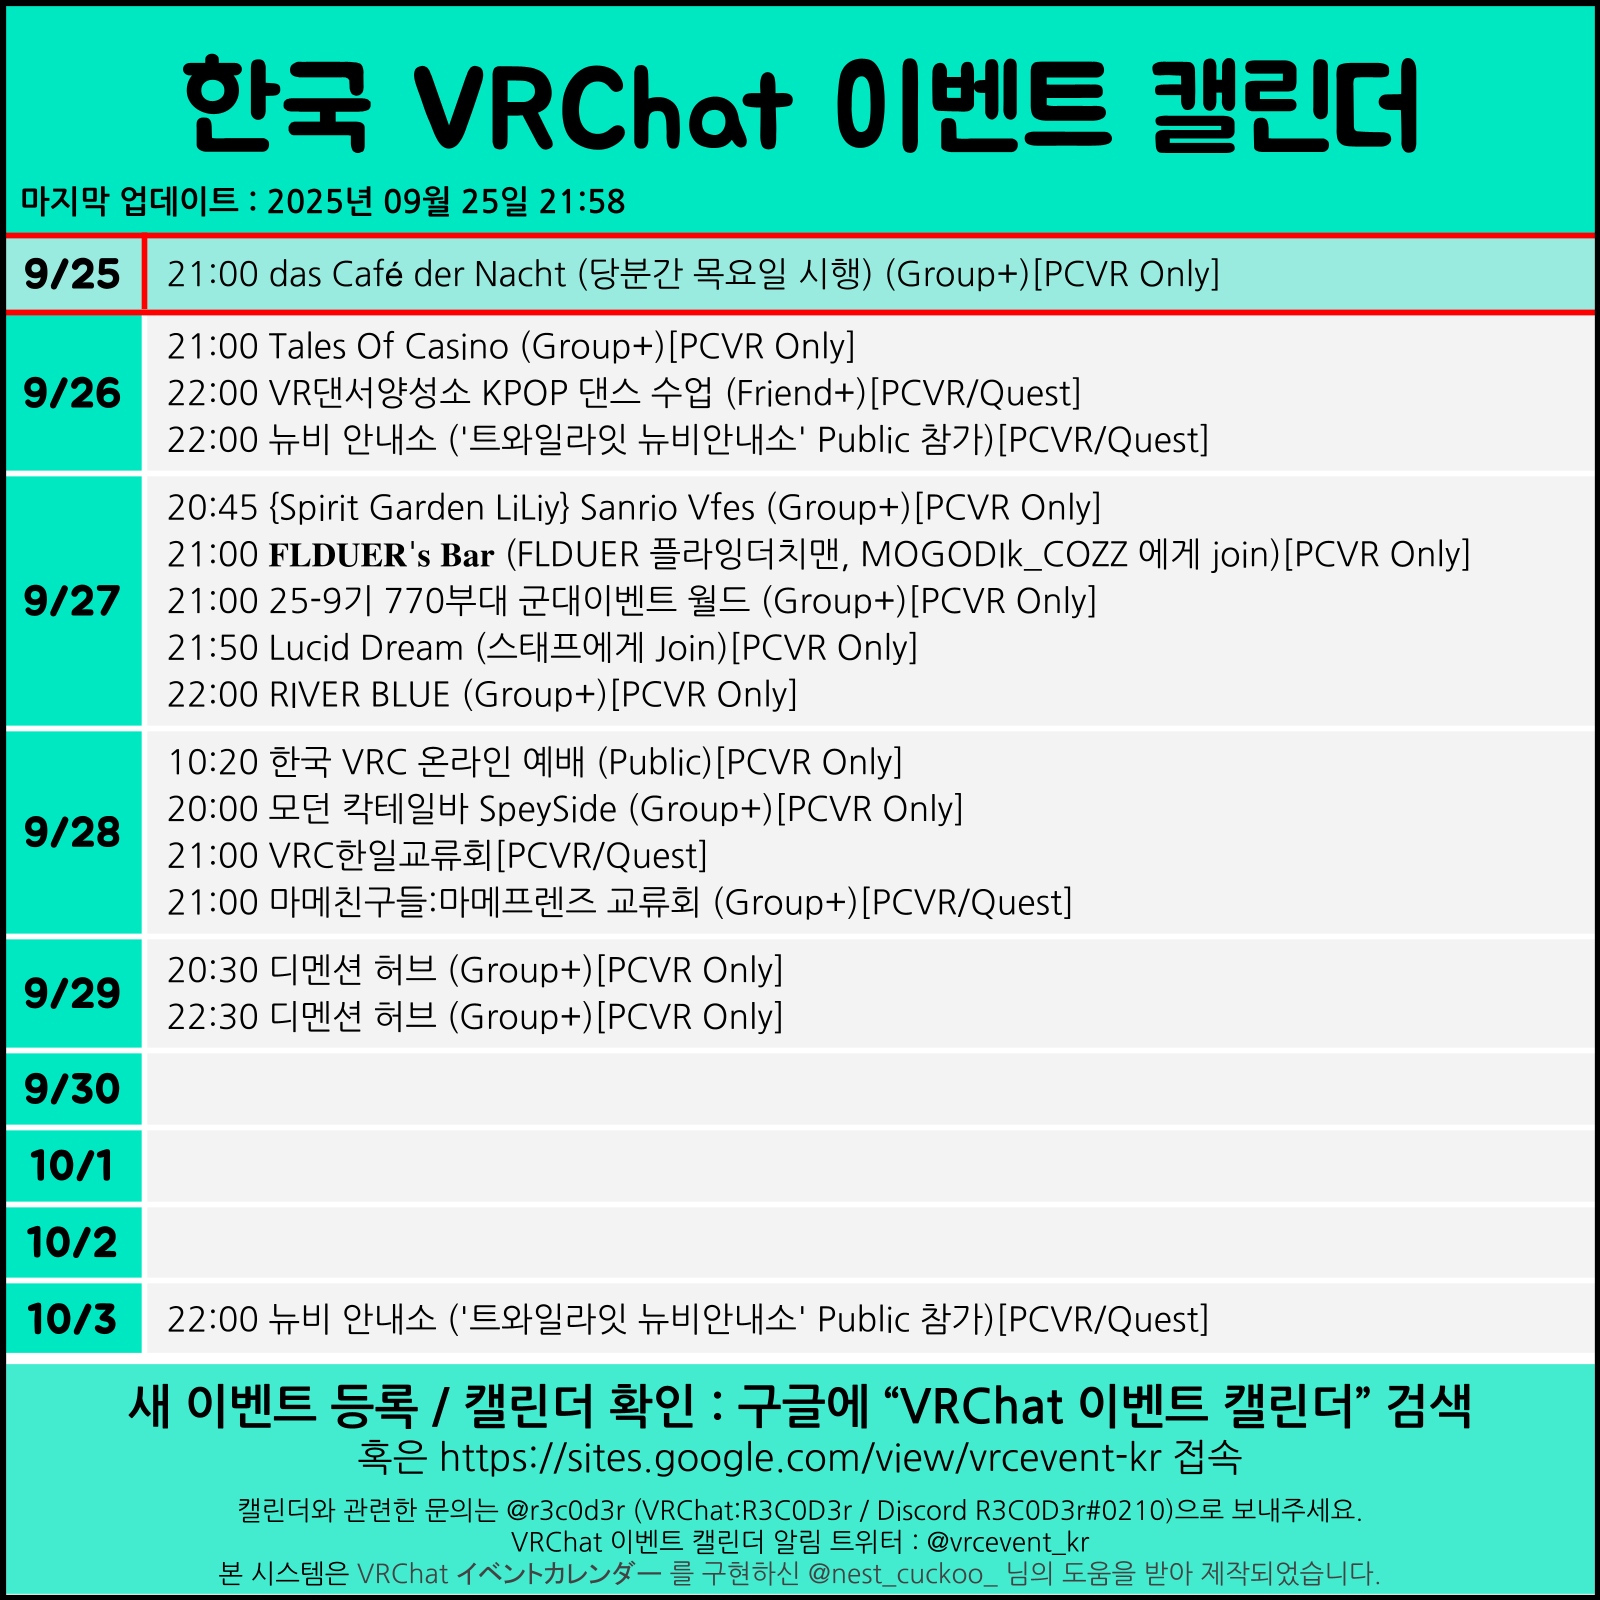 한국 VRChat 이벤트 캘린더
마지막 업데이트 : 2025년 09월 25일 21:58
9/25
21:00 das Café der Nacht (당분간 목요일 시행) (Group+)[PCVR Only]
9/26
21:00 Tales Of Casino (Group+)[PCVR Only]
22:00 VR댄서양성소 KPOP 댄스 수업 (Friend+)[PCVR/Quest]
22:00 뉴비 안내소 ('트와일라잇 뉴비안내소' Public 참가)[PCVR/Quest]
9/27
20:45 {Spirit Garden LiLiy} Sanrio Vfes (Group+)[PCVR Only]
21:00 FLDUER's Bar (FLDUER 플라잉더치맨, MOGODIk_COZZ 에게 join)[PCVR Only]
21:00 25-9기 770부대 군대이벤트 월드 (Group+)[PCVR Only]
21:50 Lucid Dream (스태프에게 Join)[PCVR Only]
22:00 RIVER BLUE (Group+)[PCVR Only]
9/28
10:20 한국 VRC 온라인 예배 (Public)[PCVR Only]
20:00 모던 칵테일바 SpeySide (Group+)[PCVR Only]
21:00 VRC한일교류회[PCVR/Quest]
21:00 마메친구들:마메프렌즈 교류회 (Group+)[PCVR/Quest]
9/29
20:30 디멘션 허브 (Group+)[PCVR Only]
22:30 디멘션 허브 (Group+)[PCVR Only]
9/30
10/1
10/2
10/3
22:00 뉴비 안내소 ('트와일라잇 뉴비안내소' Public 참가)[PCVR/Quest]
새 이벤트 등록 / 캘린더 확인 : 구글에 “VRChat 이벤트 캘린더” 검색
혹은 https://sites.google.com/view/vrcevent-kr 접속
캘린더와 관련한 문의는 @r3c0d3r (VRChat:R3C0D3r / Discord R3C0D3r#0210)으로 보내주세요.
VRChat 이벤트 캘린더 알림 트위터 : @vrcevent_kr
본 시스템은 VRChat イベントカレンダー 를 구현하신 @nest_cuckoo_ 님의 도움을 받아 제작되었습니다.